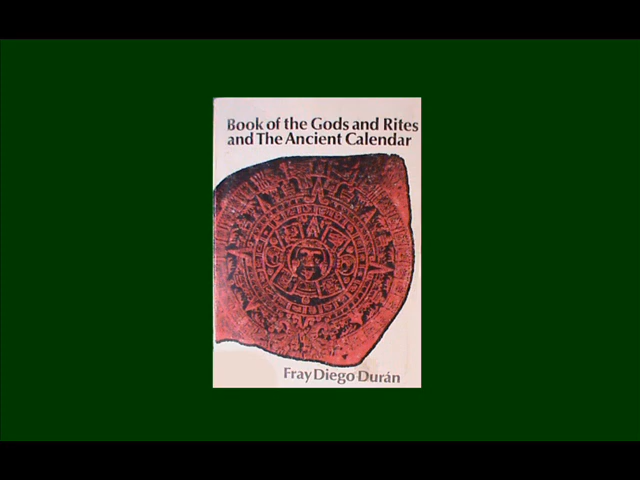 Book of the Gods and Rites
and The Ancient Calendar
Fray Diego Durán